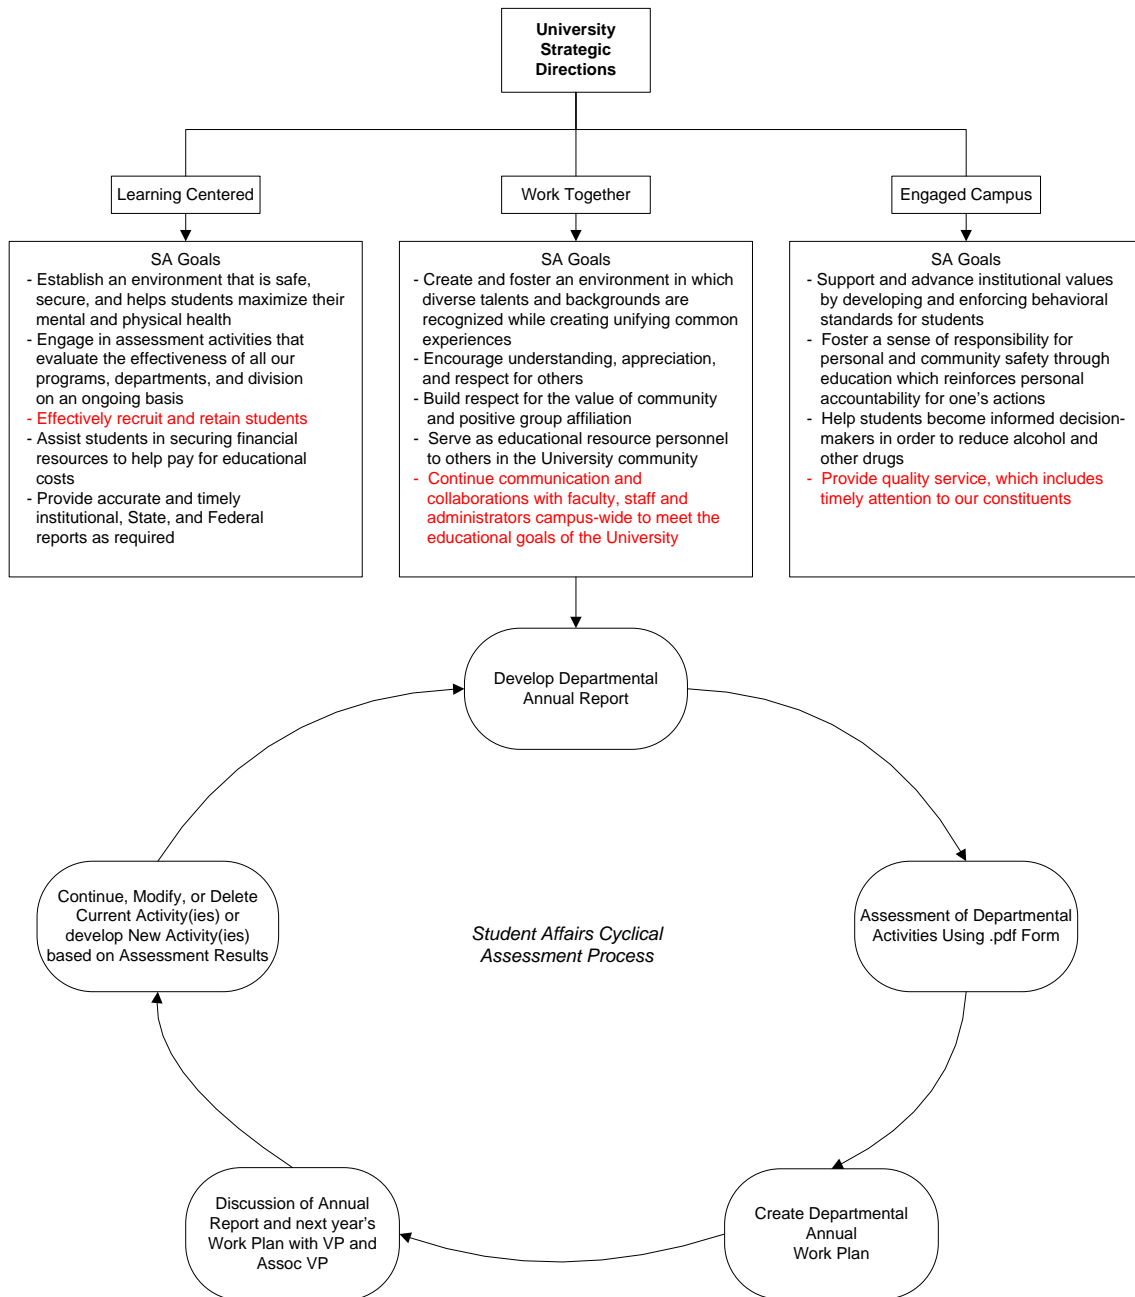 University
Strategic
Directions
Learning Centered
Work Together
Engaged Campus
SA Goals
- Establish an environment that is safe,
secure, and helps students maximize their
mental and physical health
- Engage in assessment activities that
evaluate the effectiveness of all our
programs, departments, and division
on an ongoing basis
- Effectively recruit and retain students
- Assist students in securing financial
resources to help pay for educational
costs
- Provide accurate and timely
institutional, State, and Federal
reports as required
SA Goals
- Create and foster an environment in which
diverse talents and backgrounds are
recognized while creating unifying common
experiences
- Encourage understanding, appreciation,
and respect for others
- Build respect for the value of community
and positive group affiliation
- Serve as educational resource personnel
to others in the University community
- Continue communication and
collaborations with faculty, staff and
administrators campus-wide to meet the
educational goals of the University
SA Goals
- Support and advance institutional values
by developing and enforcing behavioral
standards for students
- Foster a sense of responsibility for
personal and community safety through
education which reinforces personal
accountability for one's actions
- Help students become informed decision-
makers in order to reduce alcohol and
other drugs
- Provide quality service, which includes
timely attention to our constituents
Develop Departmental
Annual Report
Continue, Modify, or Delete
Current Activity(ies) or
develop New Activity(ies)
based on Assessment Results
Student Affairs Cyclical
Assessment Process
Assessment of Departmental
Activities Using .pdf Form
Discussion of Annual
Report and next year's
Work Plan with VP and
Assoc VP
Create Departmental
Annual
Work Plan